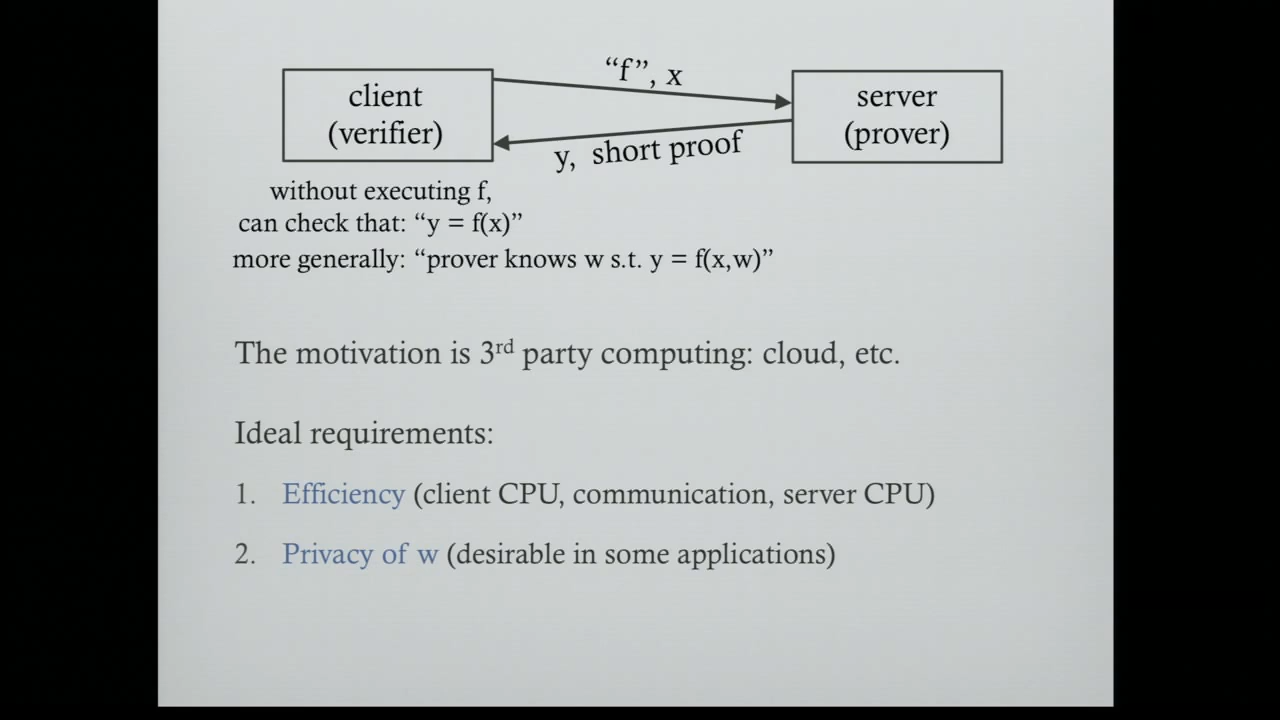 "f", x
client
(verifier)
server
(prover)
y, short proof
without executing f,
can check that: "y = f(x)"
more generally: "prover knows w s.t. y = f(x,w)"
The motivation is 3rd party computing: cloud, etc.
Ideal requirements:
1. Efficiency (client CPU, communication, server CPU)
2. Privacy of w (desirable in some applications)